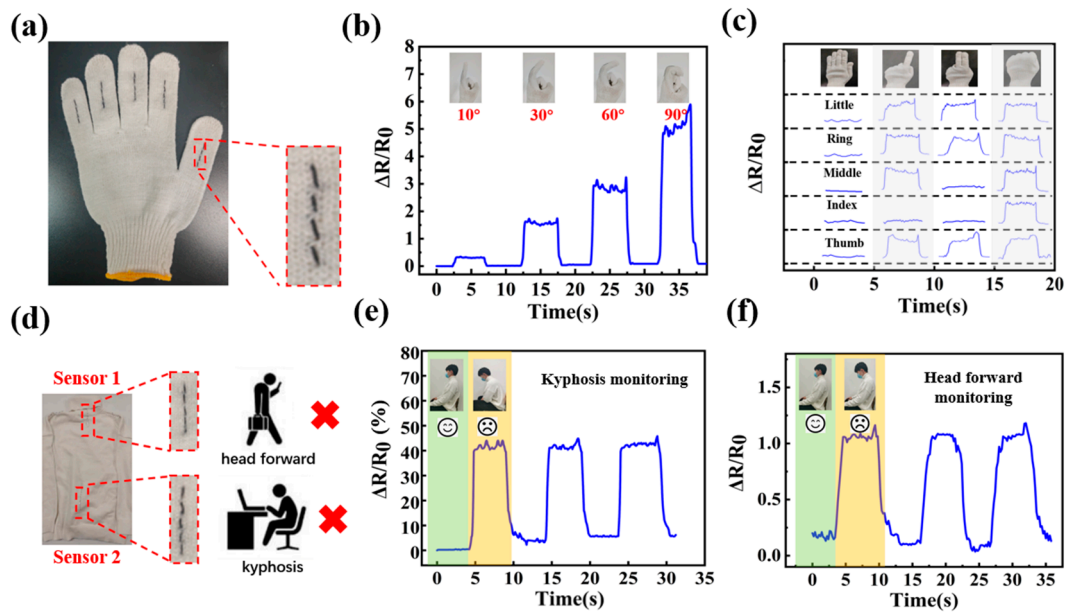 (a)
(b)
ΔR/R0
8
7
6
5
4
3
2
1
0
10°
30°
60°
90°
0 5 10 15 20 25 30 35
Time(s)
(c)
ΔR/R0
Little
Ring
Middle
Index
Thumb
0 5 10 15 20
Time(s)
(d)
Sensor 1
head forward
Sensor 2
kyphosis
(e)
ΔR/R0 (%)
80
70
60
50
40
30
20
10
0
Kyphosis monitoring
0 5 10 15 20 25 30 35
Time(s)
(f)
ΔR/R0
1.5
1.0
0.5
0.0
Head forward
monitoring
0 5 10 15 20 25 30 35
Time(s)